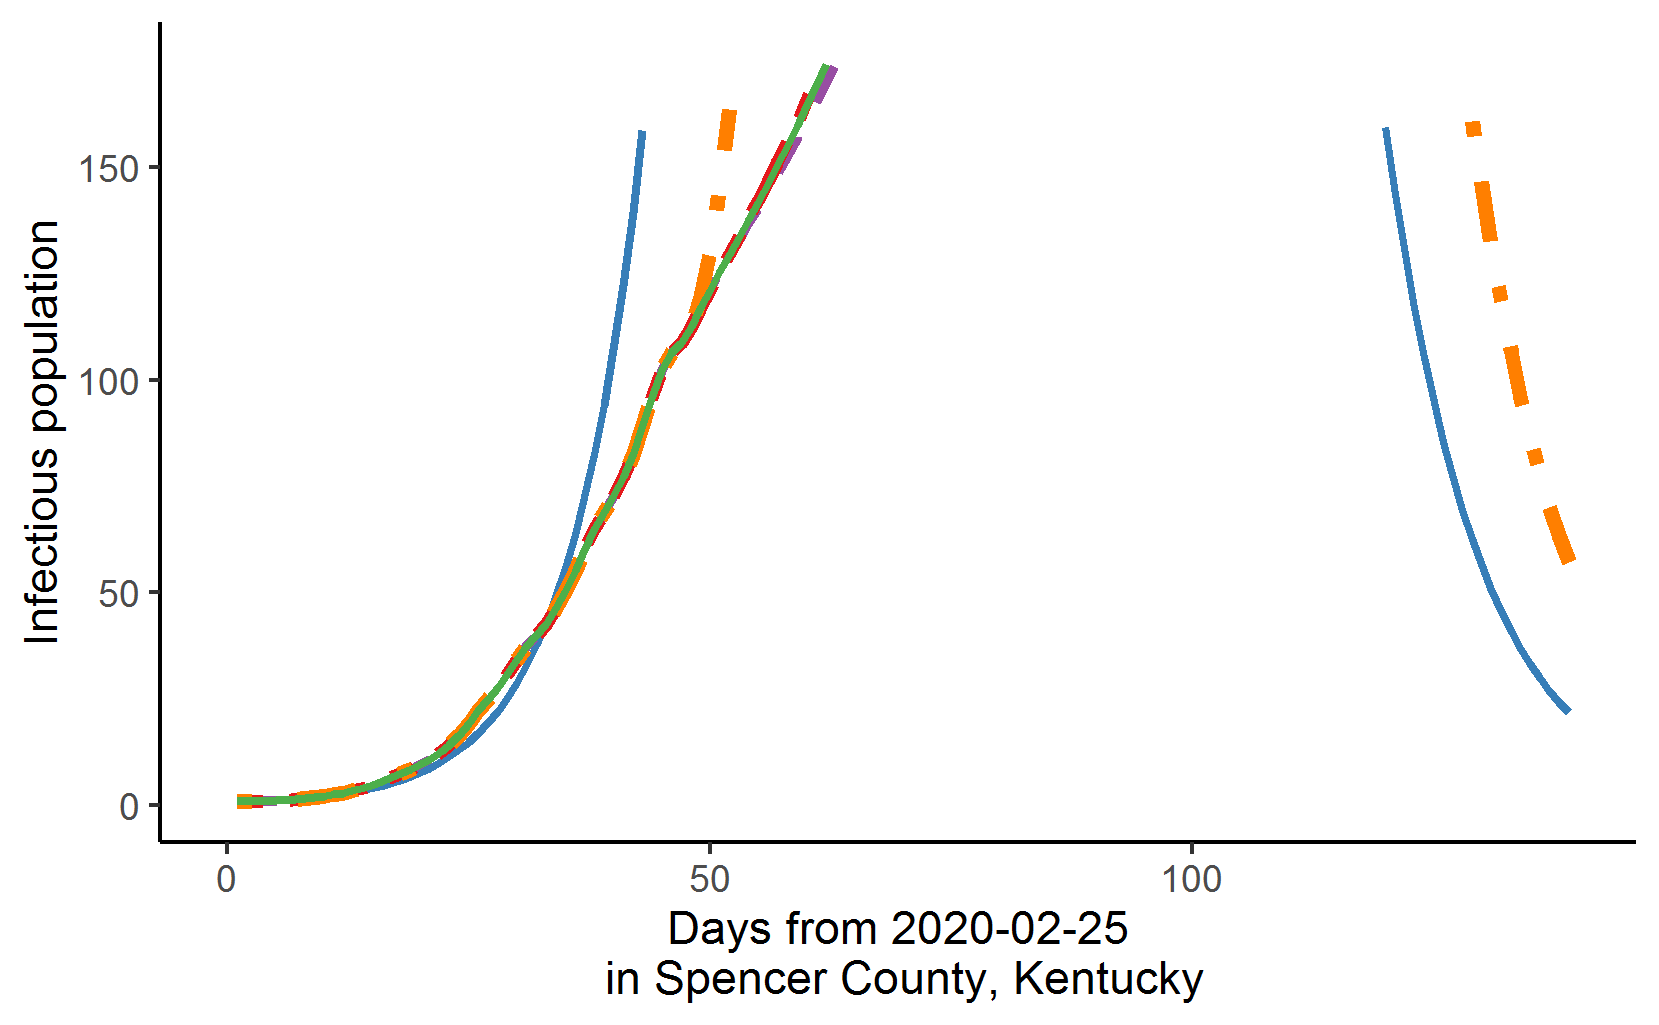 Infectious population
150
100
50
0
0 50 100
Days from 2020-02-25
in Spencer County, Kentucky